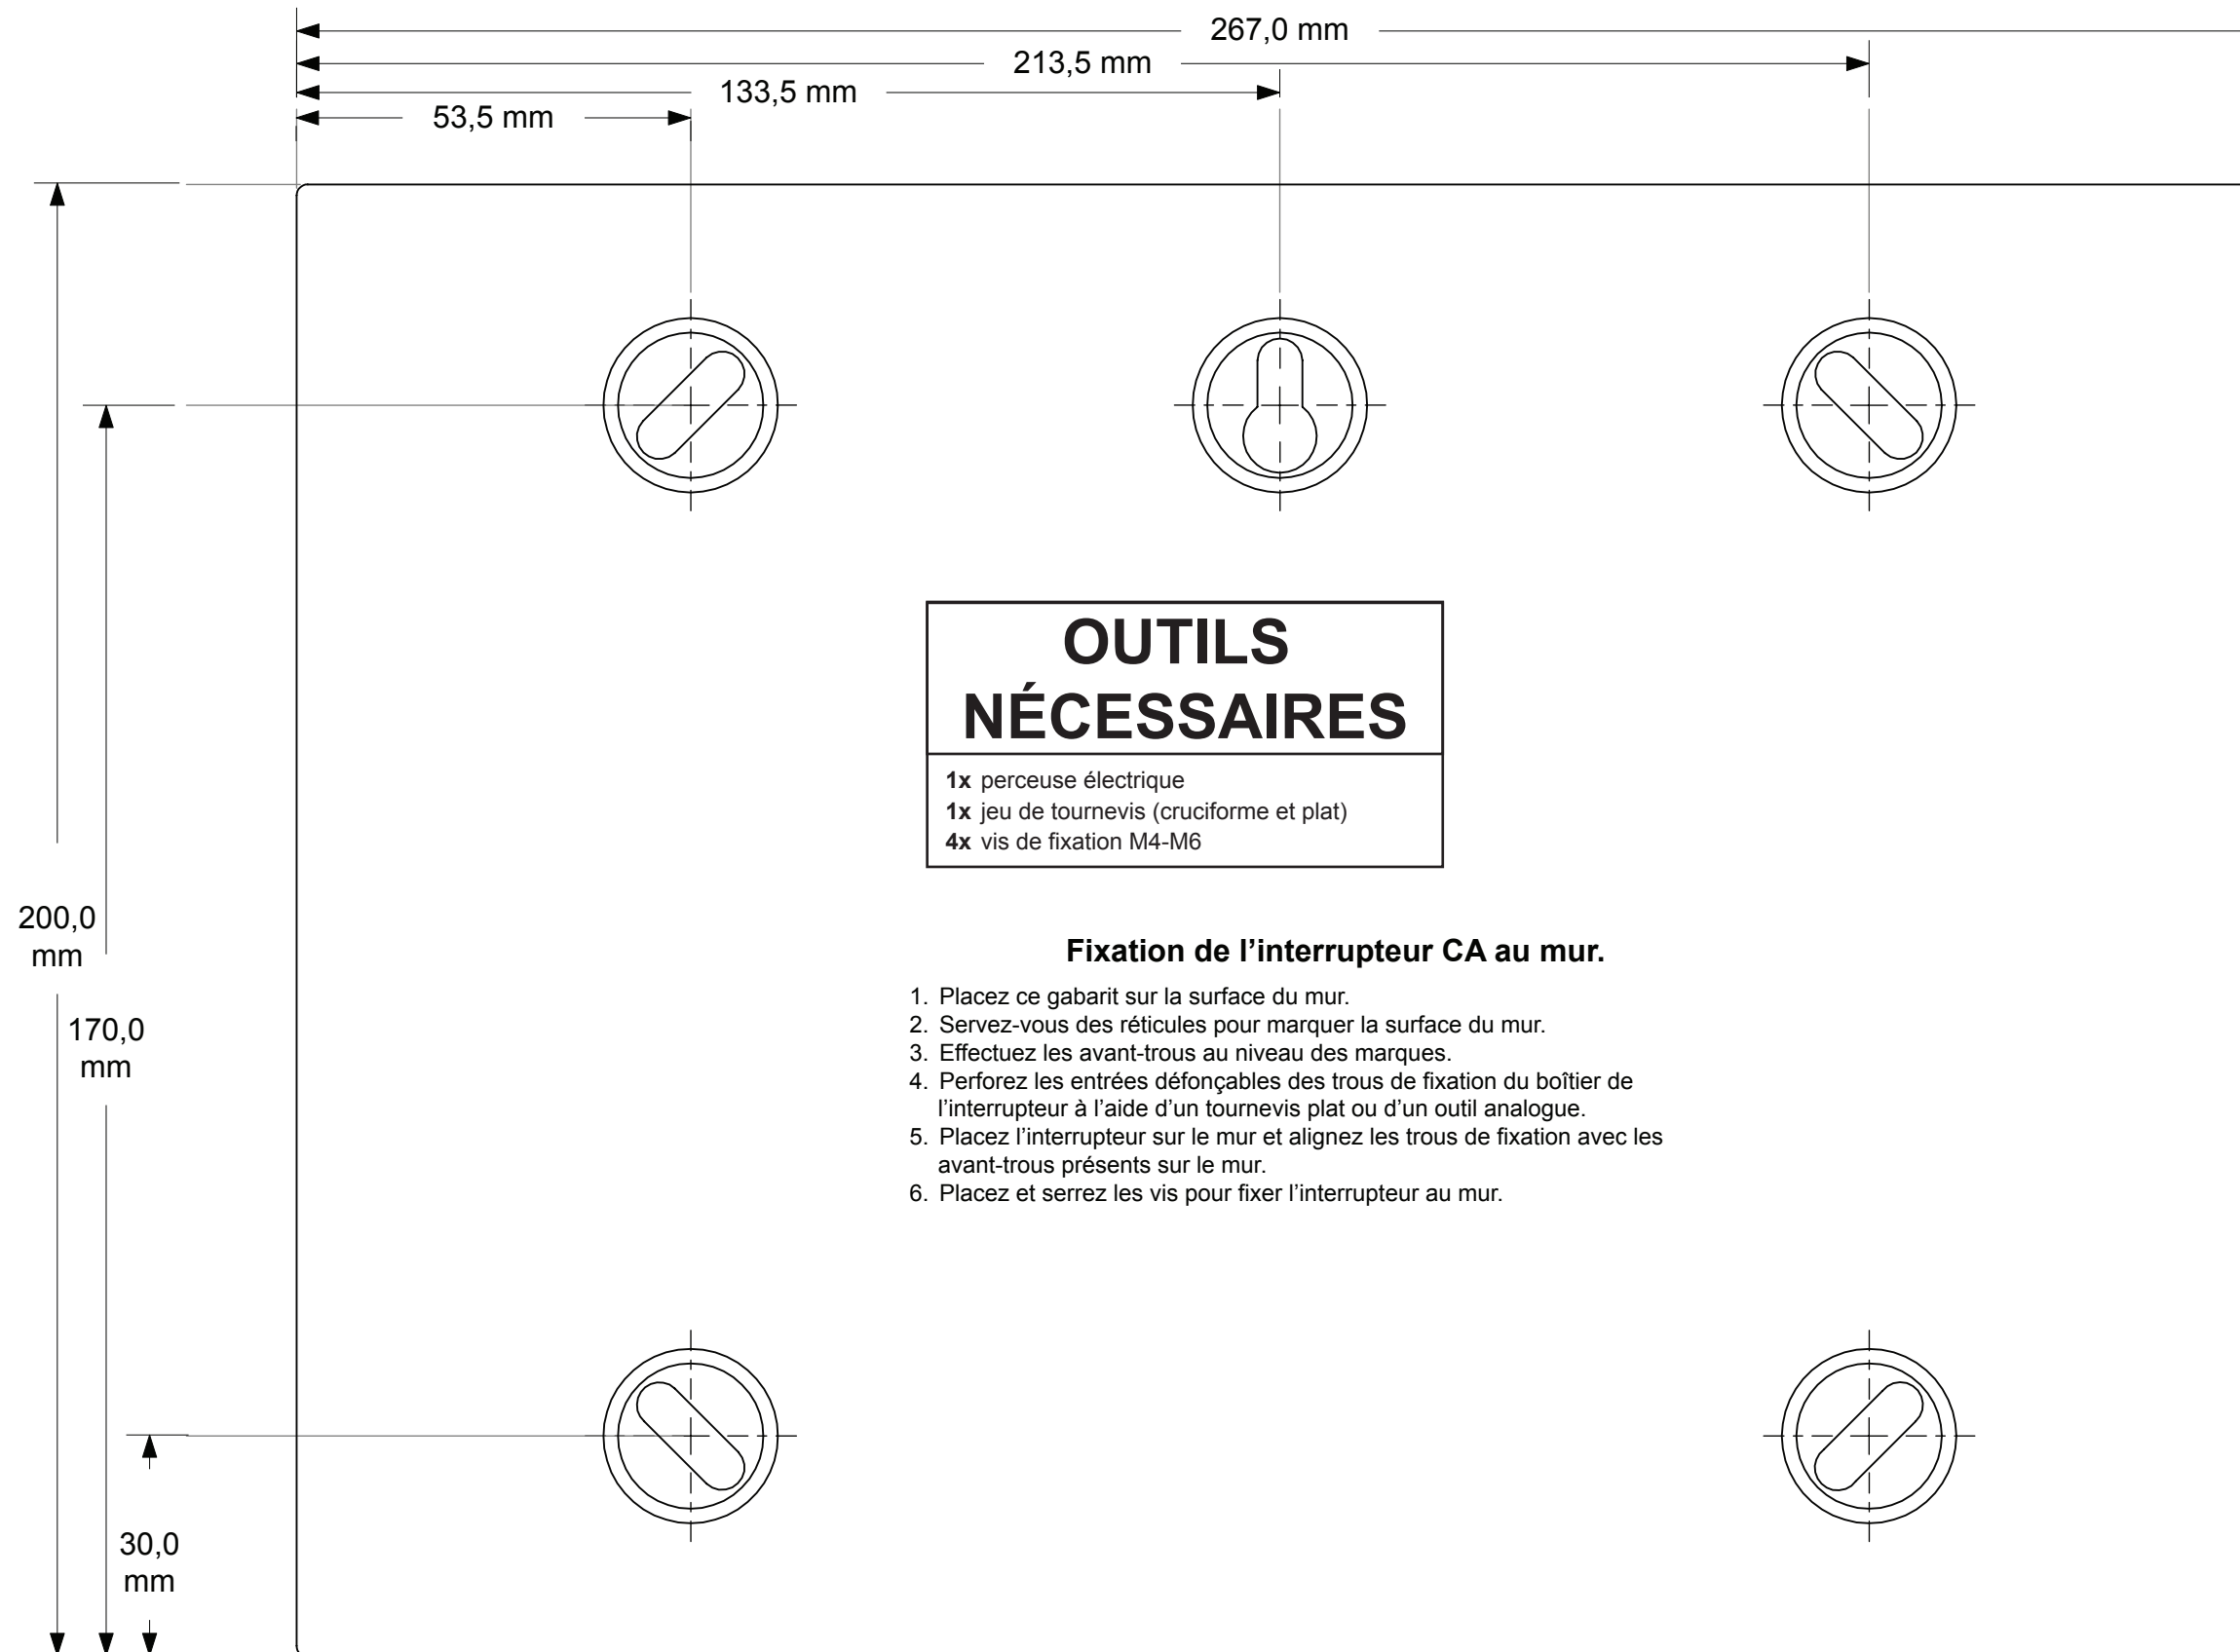 267,0 mm
213,5 mm
133,5 mm
53,5 mm
OUTILS
NÉCESSAIRES
1x perceuse électrique
1x jeu de tournevis (cruciforme et plat)
4x vis de fixation M4-M6
200,0
mm
170,0
mm
Fixation de l’interrupteur CA au mur.
1. Placez ce gabarit sur la surface du mur.
2. Servez-vous des réticules pour marquer la surface du mur.
3. Effectuez les avant-trous au niveau des marques.
4. Perforez les entrées défonçables des trous de fixation du boîtier de
l’interrupteur à l’aide d’un tournevis plat ou d’un outil analogue.
5. Placez l’interrupteur sur le mur et alignez les trous de fixation avec les
avant-trous présents sur le mur.
6. Placez et serrez les vis pour fixer l’interrupteur au mur.
30,0
mm